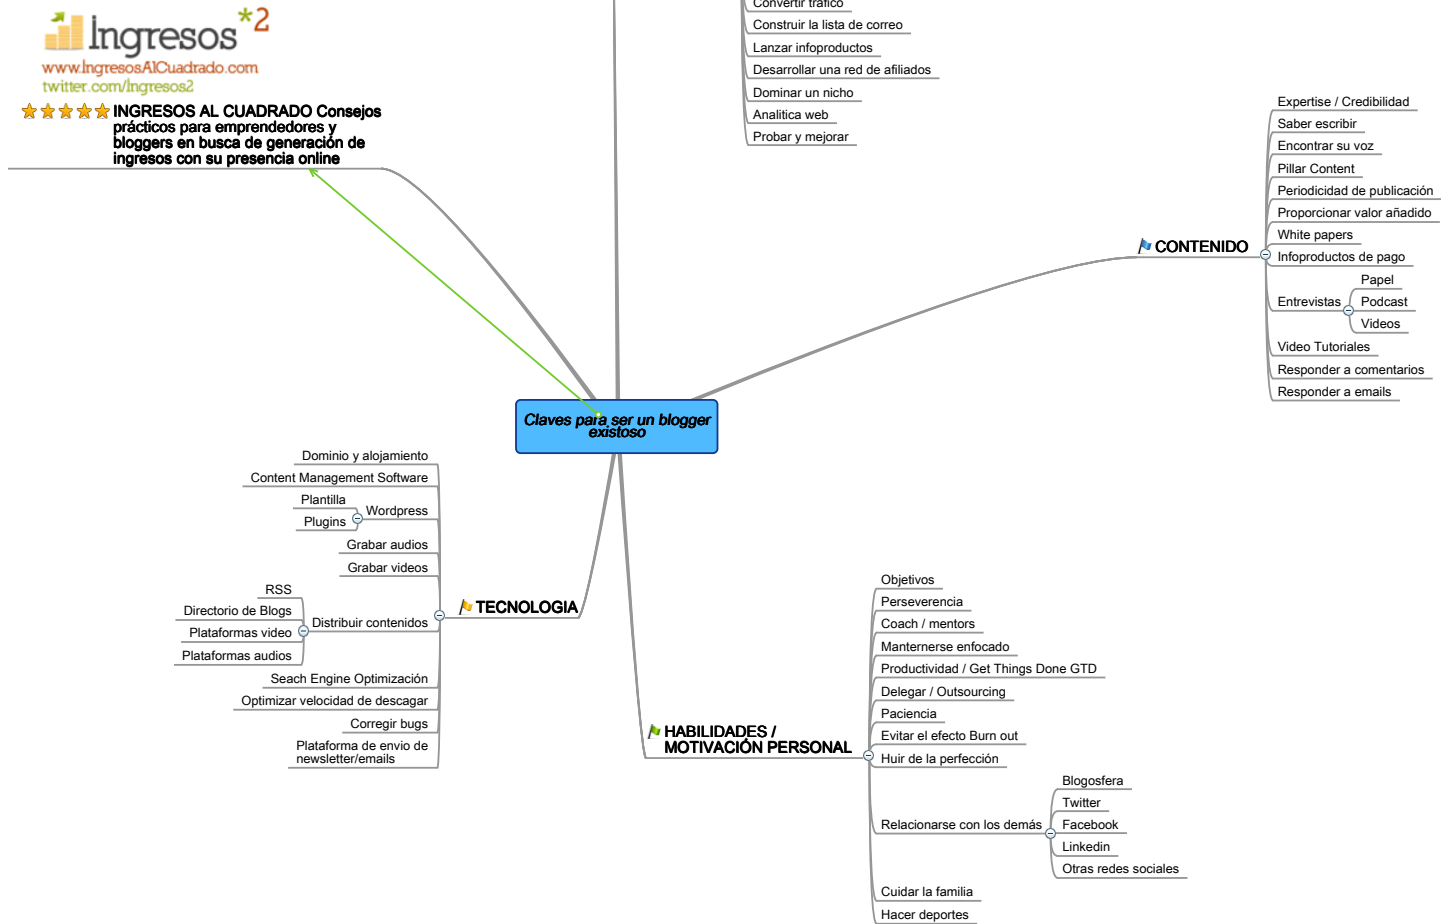 Ingresos*2
www.IngresosAlCuadrado.com
twitter.com/Ingresos2
INGRESOS AL CUADRADO Consejos
prácticos para emprendedores y
bloggers en busca de generación de
ingresos con su presencia online
Convertir tráfico
Construir la lista de correo
Lanzar infoproductos
Desarrollar una red de afiliados
Dominar un nicho
Analitica web
Probar y mejorar
CONTENIDO
Expertise / Credibilidad
Saber escribir
Encontrar su voz
Pillar Content
Periodicidad de publicación
Proporcionar valor añadido
White papers
Infoproductos de pago
Entrevistas
Papel
Podcast
Videos
Video Tutoriales
Responder a comentarios
Responder a emails
Claves para ser un blogger
existoso
TECNOLOGIA
Dominio y alojamiento
Content Management Software
Wordpress
Plantilla
Plugins
Grabar audios
Grabar videos
Distribuir contenidos
RSS
Directorio de Blogs
Plataformas video
Plataformas audios
Seach Engine Optimización
Optimizar velocidad de descagar
Corregir bugs
Plataforma de envio de
newsletter/emails
HABILIDADES /
MOTIVACIÓN PERSONAL
Objetivos
Perseverencia
Coach / mentors
Manternerse enfocado
Productividad / Get Things Done GTD
Delegar / Outsourcing
Paciencia
Evitar el efecto Burn out
Huir de la perfección
Relacionarse con los demás
Blogosfera
Twitter
Facebook
Linkedin
Otras redes sociales
Cuidar la familia
Hacer deportes